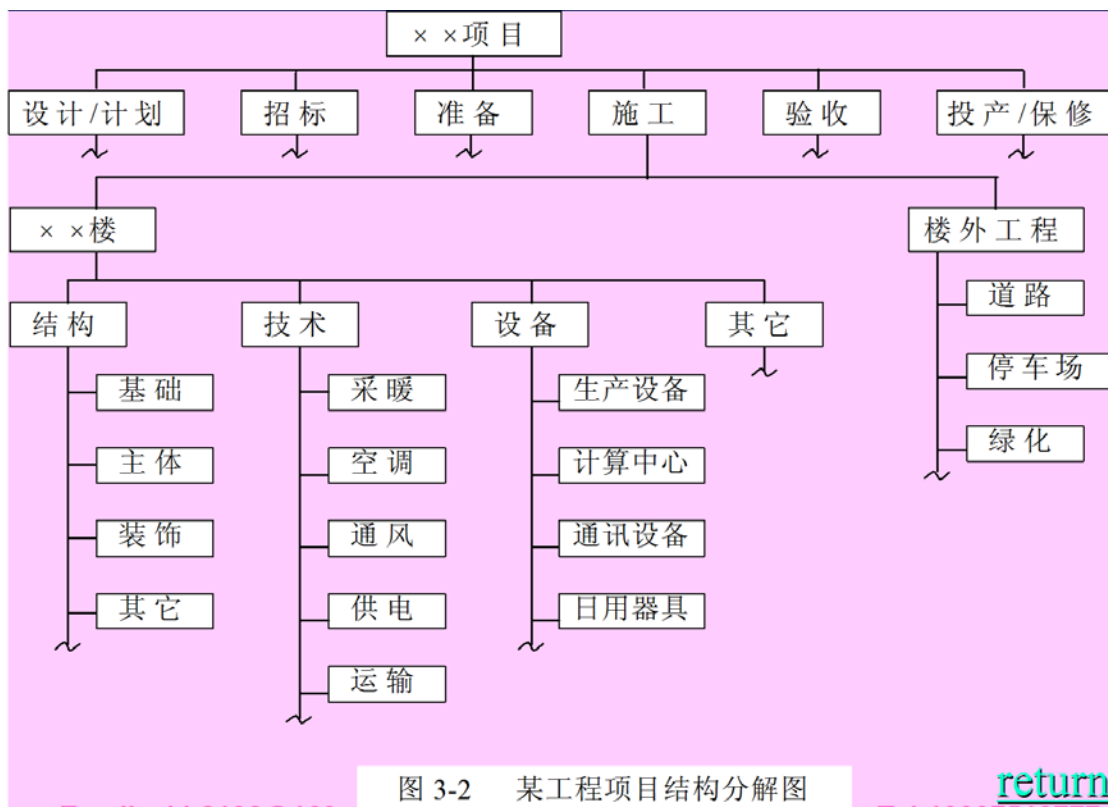 ××项目
设计/计划 招标 准备 施工 验收 投产/保修
××楼 楼外工程
结构 技术 设备 其它 道路
基础 采暖 生产设备 停车场
主体 空调 计算中心 绿化
装饰 通风 通讯设备
其它 供电 日用器具
运输
图 3-2 某工程项目结构分解图
return